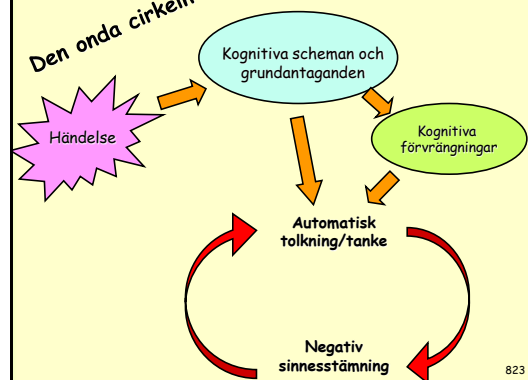 Den onda cirkeln
Kognitiva scheman och
grundantaganden
Händelse
Kognitiva
förvrängningar
Automatisk
tolkning/tanke
Negativ
sinnesstämning
823